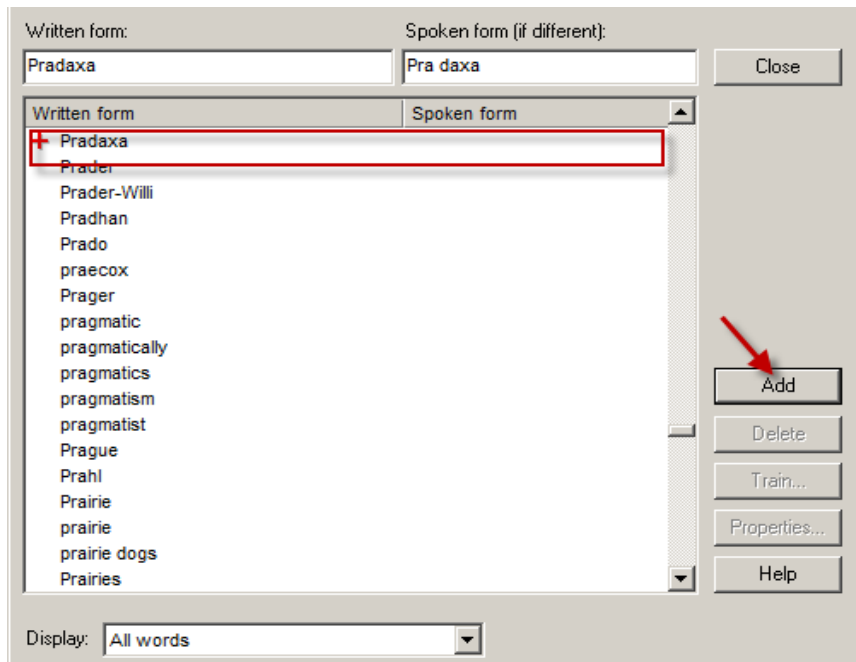 Written form: Spoken form (if different):
Pradaxa Pra daxa Close
Written form Spoken form
Pradaxa
Prader
Prader-Willi
Pradhan
Prado
praecox
Prager
pragmatic
pragmatically
pragmatics
pragmatism
pragmatist
Prague
Prahl
Prairie
prairie
prairie dogs
Prairies
Add
Delete
Train...
Properties...
Help
Display: All words